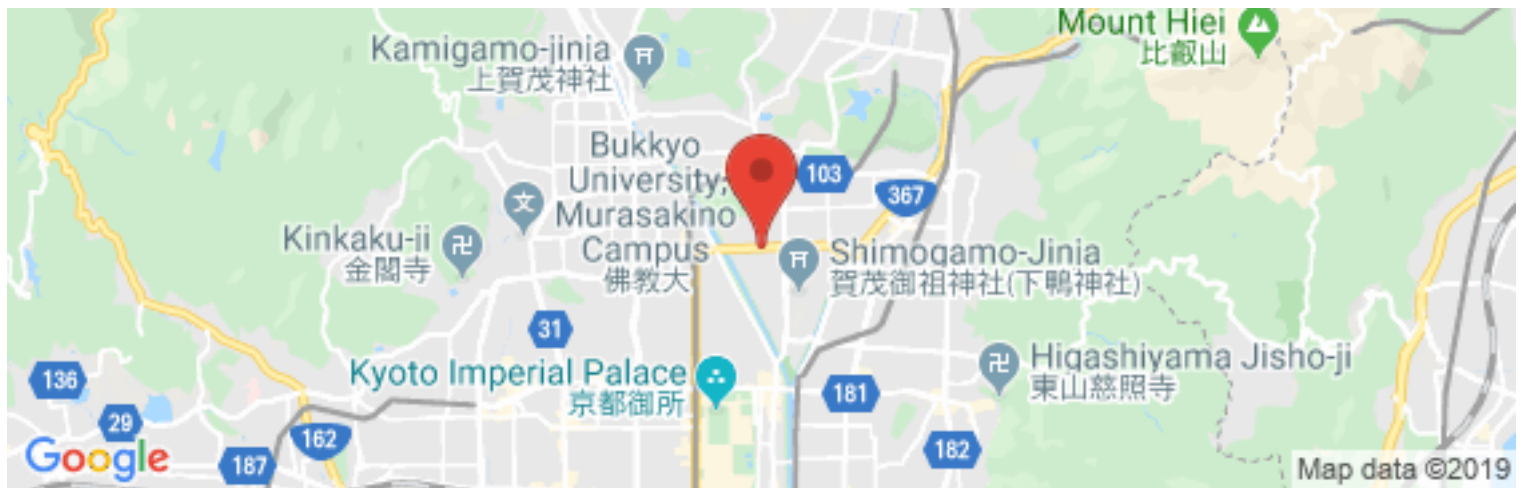 Mount Hiei
比叡山
Kamigamo-jinja
上賀茂神社
Bukkyo
University,
Murasakino
Campus
佛教大
103
367
Kinkaku-ji
金閣寺
Shimogamo-Jinja
賀茂御祖神社(下鴨神社)
31
Kyoto Imperial Palace
京都御所
Higashiyama Jisho-ji
東山慈照寺
136
181
29
162
182
187
Google
Map data ©2019